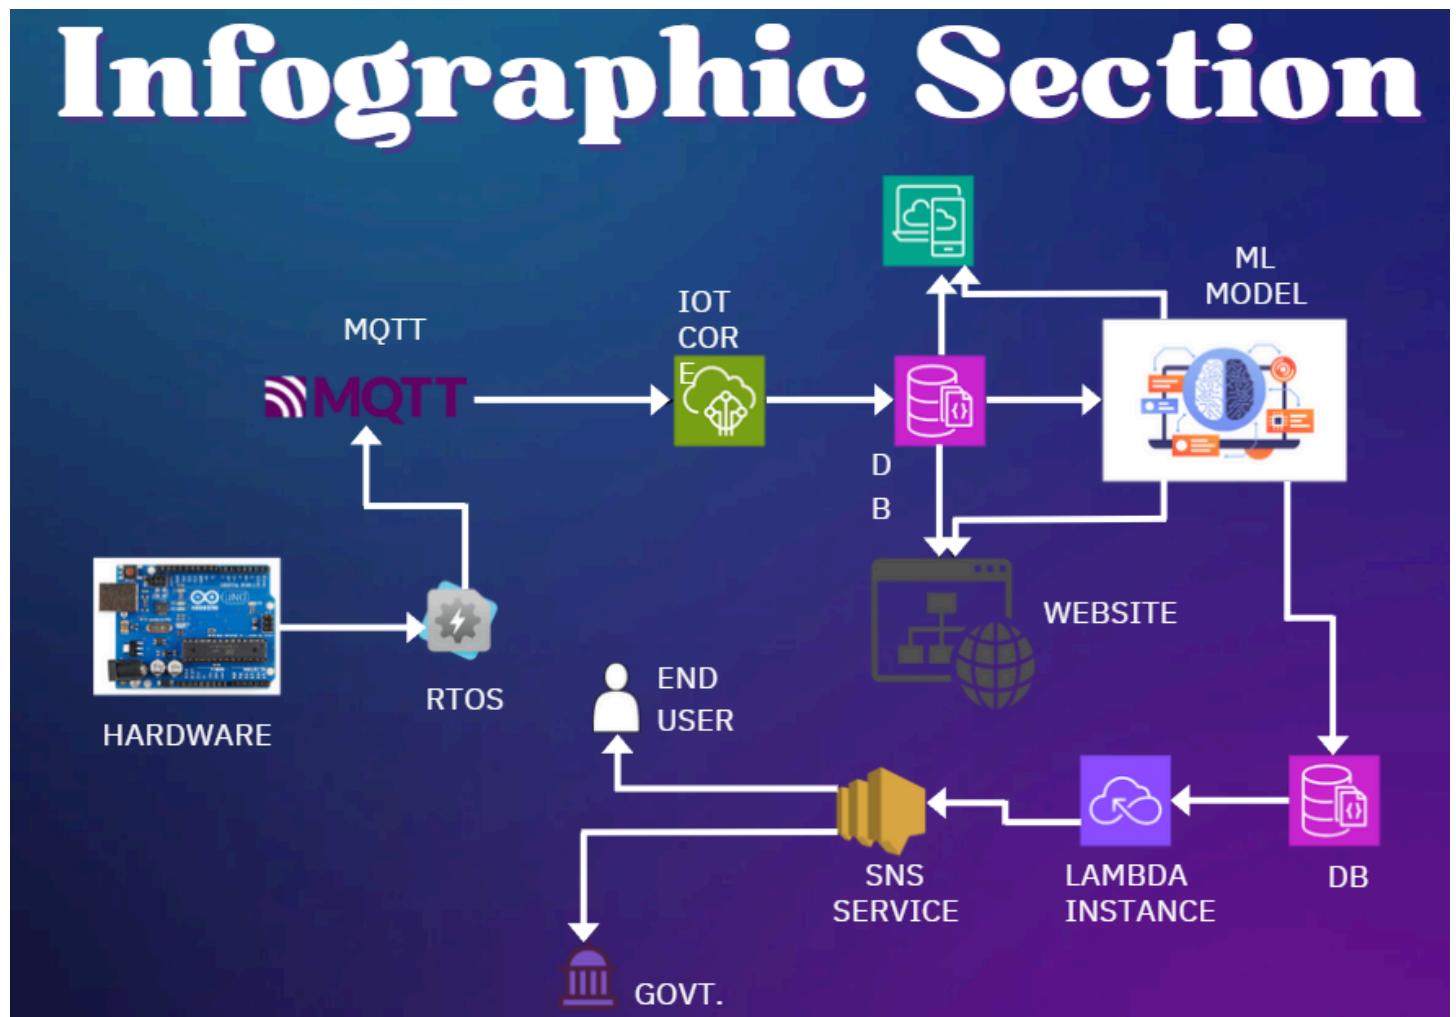 Infographic Section
ML
MODEL
IOT
COR
E
MQTT
MQTT
D
B
UNO
WEBSITE
END
USER
RTOS
HARDWARE
SNS
SERVICE
LAMBDA
INSTANCE
DB
GOVT.